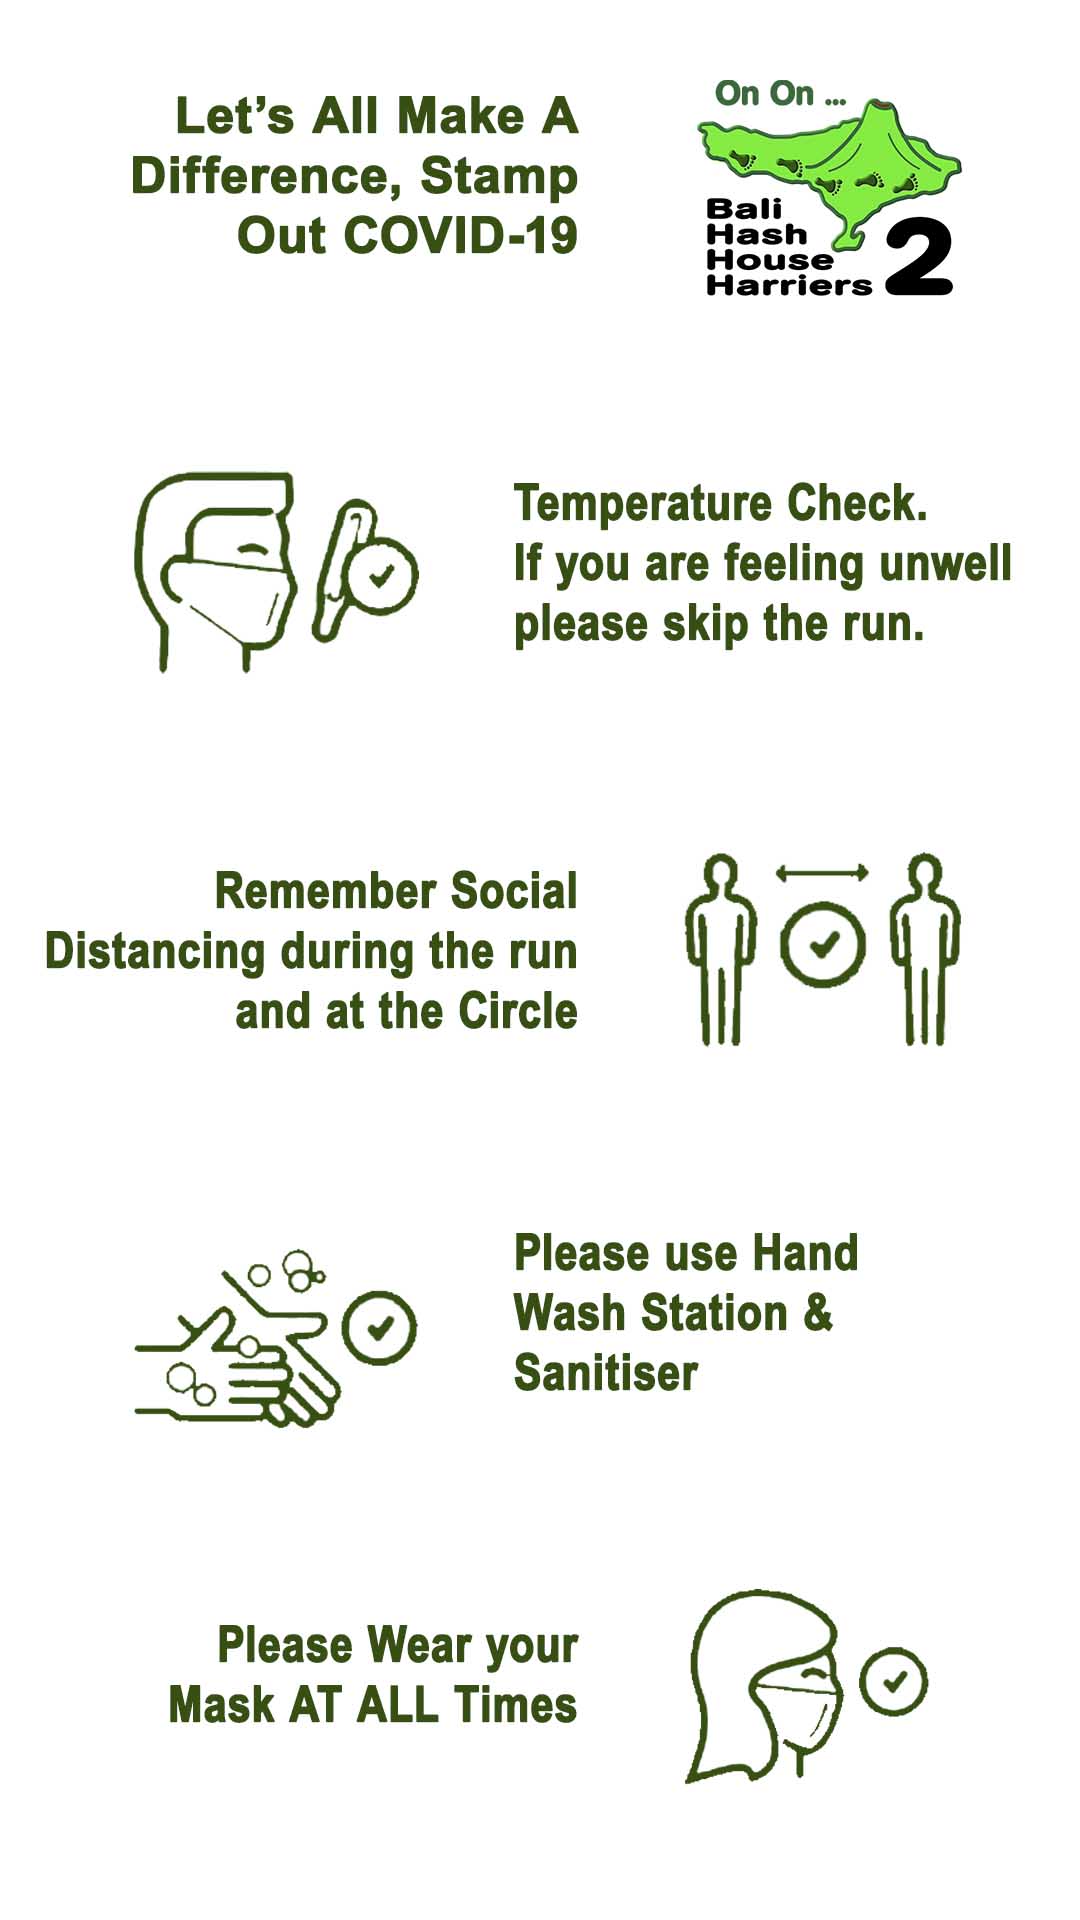 Let's All Make A
Difference, Stamp
Out COVID-19
On On ...
Bali
Hash
House
Harriers 2
Temperature Check.
If you are feeling unwell
please skip the run.
Remember Social
Distancing during the run
and at the Circle
Please use Hand
Wash Station &
Sanitiser
Please Wear your
Mask AT ALL Times